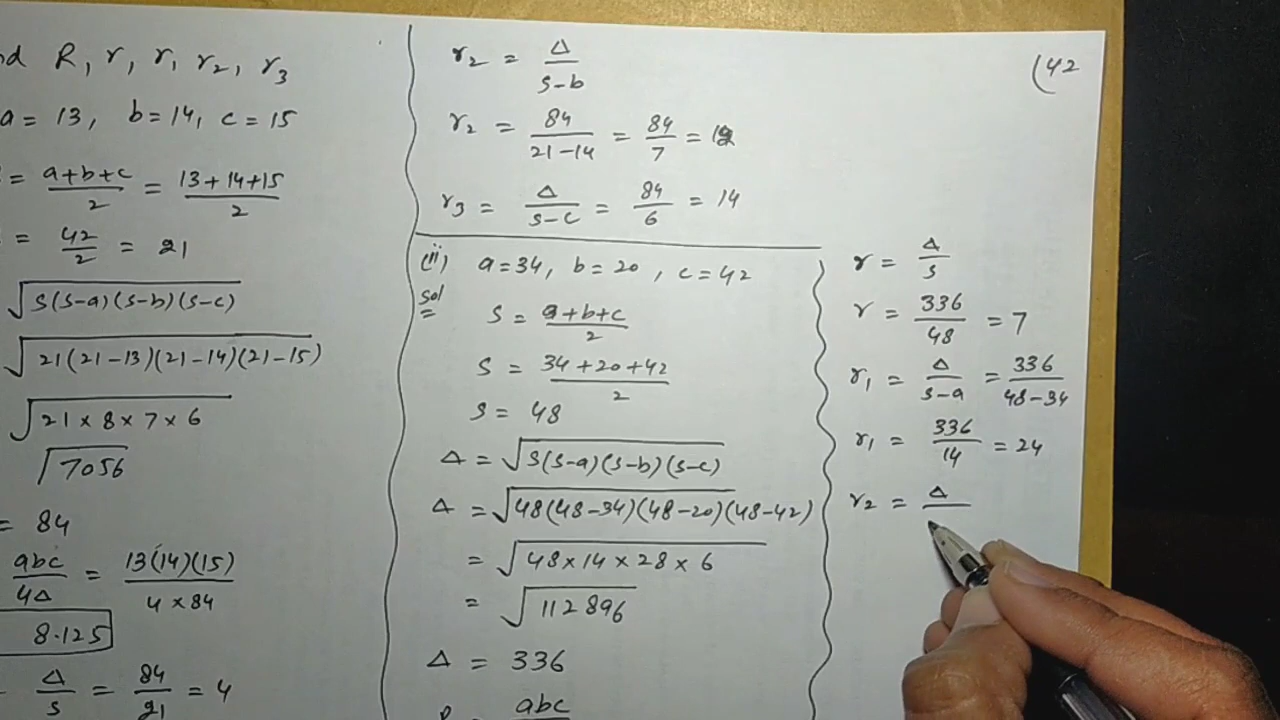 nd R, r, r₁ r₂, r₃
a = 13, b = 14, c = 15
= a+b+c/2 = 13+14+15/2
= 42/2 = 21
√s(s-a)(s-b)(s-c)
√21(21-13)(21-14)(21-15)
√21×8×7×6
√7056
= 84
abc/4Δ = 13(14)(15)/4×84
8.125
Δ/s = 84/21 = 4
r₂ = Δ/s-b
r₂ = 84/21-14 = 84/7 = 12
r₃ = Δ/s-c = 84/6 = 14
(ii) a=34, b=20, c=42
Sol
s = a+b+c/2
s = 34+20+42/2
s = 48
Δ = √s(s-a)(s-b)(s-c)
Δ = √48(48-34)(48-20)(48-42)
= √48×14×28×6
= √112896
Δ = 336
abc
(42
r = Δ/s
r = 336/48 = 7
r₁ = Δ/s-a = 336/48-34
r₁ = 336/14 = 24
r₂ = Δ